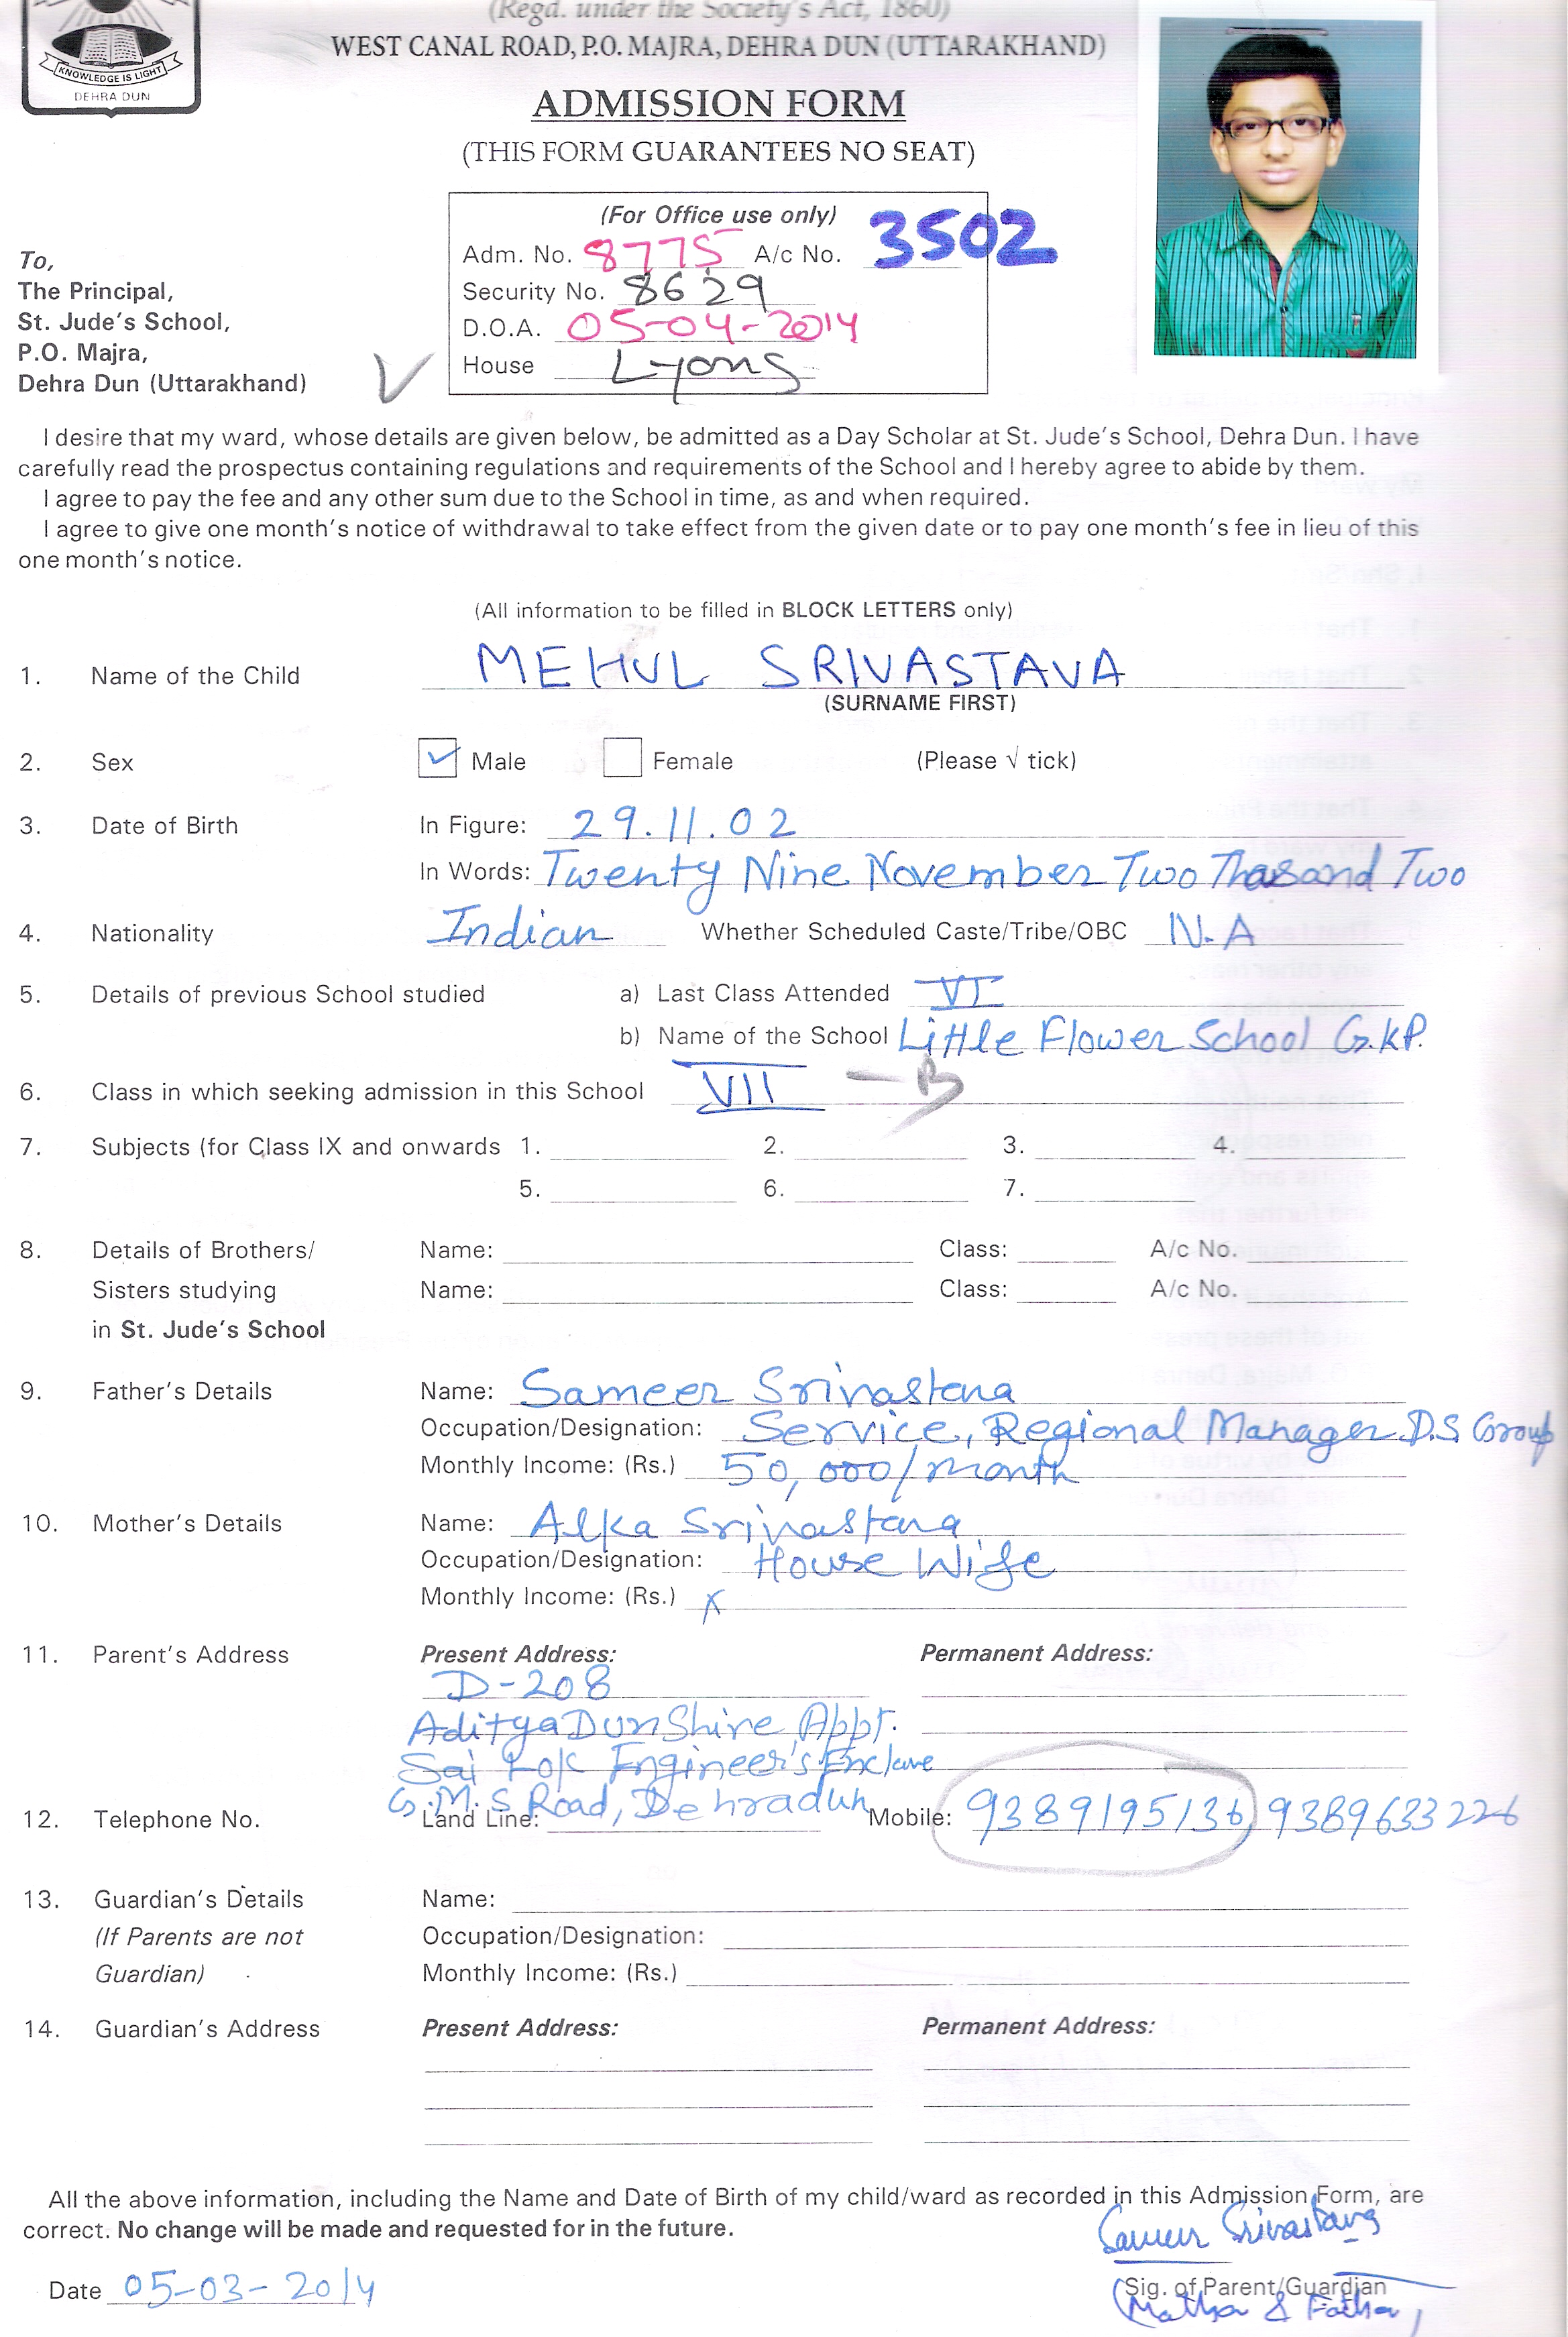 (Regd. under the Society's Act, 1860)
WEST CANAL ROAD, P.O. MAJRA, DEHRA DUN (UTTARAKHAND)
KNOWLEDGE IS LIGHT
DEHRA DUN
ADMISSION FORM
(THIS FORM GUARANTEES NO SEAT)
(For Office use only)
Adm. No. 8775 A/c No. 3502
Security No. 8629
D.O.A. 05-04-2014
House Lyons
To,
The Principal,
St. Jude's School,
P.O. Majra,
Dehra Dun (Uttarakhand)
I desire that my ward, whose details are given below, be admitted as a Day Scholar at St. Jude's School, Dehra Dun. I have
carefully read the prospectus containing regulations and requirements of the School and I hereby agree to abide by them.
I agree to pay the fee and any other sum due to the School in time, as and when required.
I agree to give one month's notice of withdrawal to take effect from the given date or to pay one month's fee in lieu of this
one month's notice.
(All information to be filled in BLOCK LETTERS only)
1. Name of the Child MEHUL SRIVASTAVA
(SURNAME FIRST)
2. Sex ✓ Male Female (Please √ tick)
3. Date of Birth In Figure: 29.11.02
In Words: Twenty Nine November Two Thasand Two
4. Nationality Indian Whether Scheduled Caste/Tribe/OBC N.A
5. Details of previous School studied a) Last Class Attended VI
b) Name of the School Little Flower School G.KP.
6. Class in which seeking admission in this School VII - B
7. Subjects (for Class IX and onwards 1. 2. 3. 4.
5. 6. 7.
8. Details of Brothers/ Name: Class: A/c No.
Sisters studying Name: Class: A/c No.
in St. Jude's School
9. Father's Details Name: Sameer Srivastava
Occupation/Designation: Service, Regional Manager D.S. Group
Monthly Income: (Rs.) 50,000/month
10. Mother's Details Name: Alka Srivastava
Occupation/Designation: House Wife
Monthly Income: (Rs.) X
11. Parent's Address Present Address: Permanent Address:
D-208
Aditya Dun Shire Appt.
Sai Lok Engineer's Enclave
G.M.S Road, Dehradun
12. Telephone No. Land Line: Mobile: 9389195136, 9389633226
13. Guardian's Details Name:
(If Parents are not Occupation/Designation:
Guardian) Monthly Income: (Rs.)
14. Guardian's Address Present Address: Permanent Address:
All the above information, including the Name and Date of Birth of my child/ward as recorded in this Admission Form, are
correct. No change will be made and requested for in the future.
Sameer Srivastava
Date 05-03-2014 Sig. of Parent/Guardian
(Mother & Father)